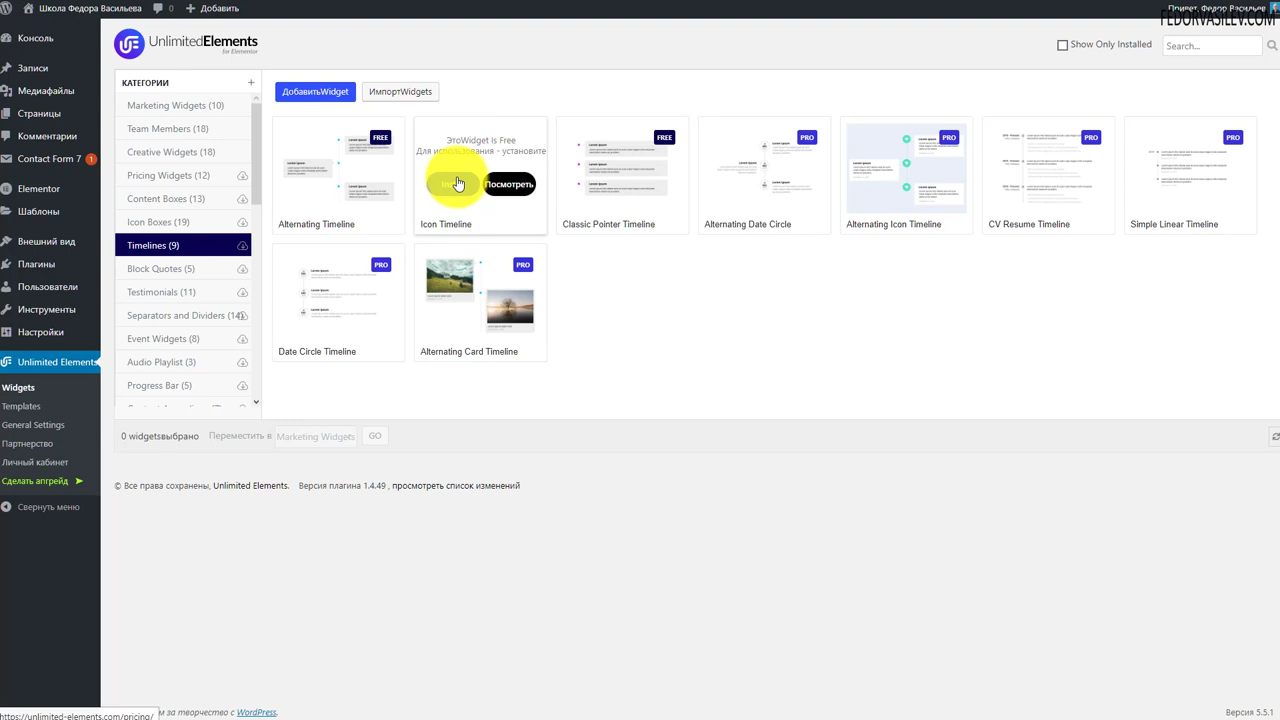 Школа Федора Васильева
0
Добавить
Привет, Федор Васильев
FEDORVASILEV.COM
Консоль
Записи
Медиафайлы
Страницы
Комментарии
Contact Form 7 1
Elementor
Шаблоны
Внешний вид
Плагины
Пользователи
Инструменты
Настройки
Unlimited Elements
Widgets
Templates
General Settings
Партнерство
Личный кабинет
Сделать апгрейд
Свернуть меню
UnlimitedElements
for Elementor
Show Only Installed
Search...
КАТЕГОРИИ
+
Marketing Widgets (10)
Team Members (18)
Creative Widgets (18)
Pricing Widgets (12)
Content Boxes (13)
Icon Boxes (19)
Timelines (9)
Block Quotes (5)
Testimonials (11)
Separators and Dividers (14)
Event Widgets (8)
Audio Playlist (3)
Progress Bar (5)
ДобавитьWidget
ИмпортWidgets
FREE
Alternating Timeline
ЭтоWidget Is Free
Для использования - установите
Посмотреть
Icon Timeline
FREE
Classic Pointer Timeline
PRO
Alternating Date Circle
PRO
Alternating Icon Timeline
PRO
CV Resume Timeline
PRO
Simple Linear Timeline
PRO
Date Circle Timeline
PRO
Alternating Card Timeline
0 widgetsвыбрано
Переместить в
Marketing Widgets
GO
© Все права сохранены, Unlimited Elements. Версия плагина 1.4.49 , просмотреть список изменений
https://unlimited-elements.com/pricing/
за творчество с WordPress.
Версия 5.5.1